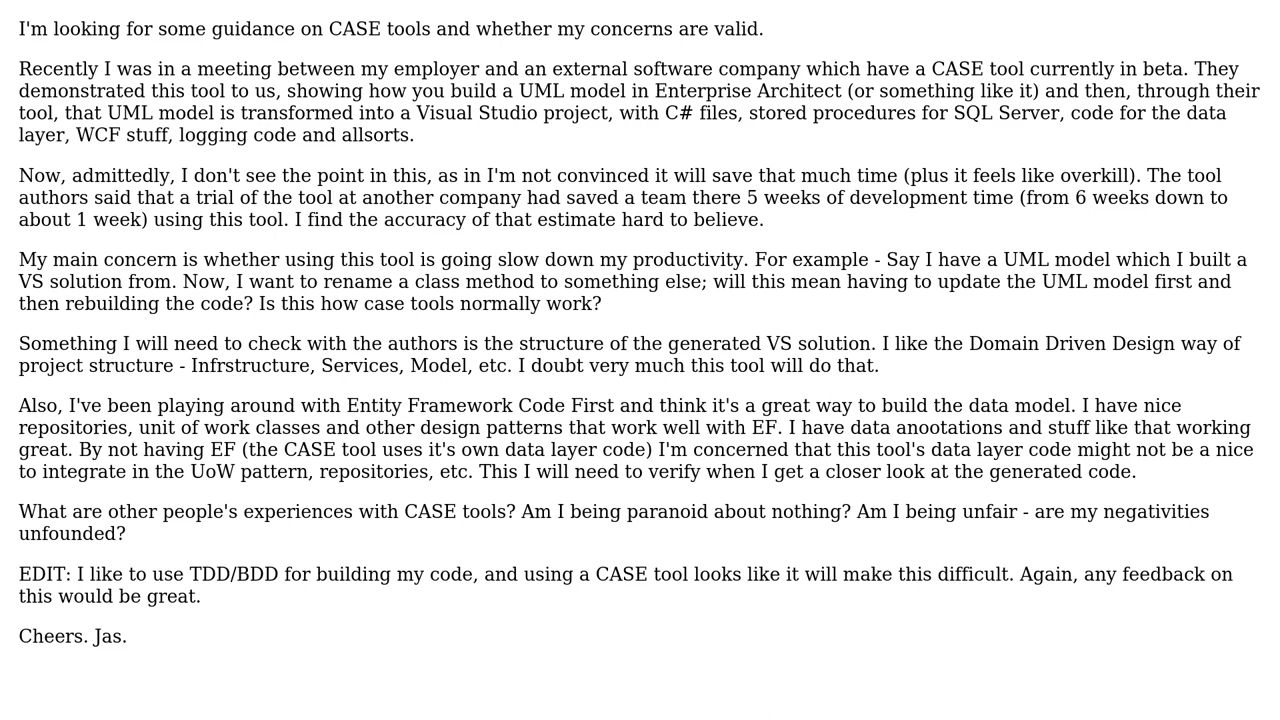 I'm looking for some guidance on CASE tools and whether my concerns are valid.
Recently I was in a meeting between my employer and an external software company which have a CASE tool currently in beta. They
demonstrated this tool to us, showing how you build a UML model in Enterprise Architect (or something like it) and then, through their
tool, that UML model is transformed into a Visual Studio project, with C# files, stored procedures for SQL Server, code for the data
layer, WCF stuff, logging code and allsorts.
Now, admittedly, I don't see the point in this, as in I'm not convinced it will save that much time (plus it feels like overkill). The tool
authors said that a trial of the tool at another company had saved a team there 5 weeks of development time (from 6 weeks down to
about 1 week) using this tool. I find the accuracy of that estimate hard to believe.
My main concern is whether using this tool is going slow down my productivity. For example - Say I have a UML model which I built a
VS solution from. Now, I want to rename a class method to something else; will this mean having to update the UML model first and
then rebuilding the code? Is this how case tools normally work?
Something I will need to check with the authors is the structure of the generated VS solution. I like the Domain Driven Design way of
project structure - Infrstructure, Services, Model, etc. I doubt very much this tool will do that.
Also, I've been playing around with Entity Framework Code First and think it's a great way to build the data model. I have nice
repositories, unit of work classes and other design patterns that work well with EF. I have data anootations and stuff like that working
great. By not having EF (the CASE tool uses it's own data layer code) I'm concerned that this tool's data layer code might not be a nice
to integrate in the UoW pattern, repositories, etc. This I will need to verify when I get a closer look at the generated code.
What are other people's experiences with CASE tools? Am I being paranoid about nothing? Am I being unfair - are my negativities
unfounded?
EDIT: I like to use TDD/BDD for building my code, and using a CASE tool looks like it will make this difficult. Again, any feedback on
this would be great.
Cheers. Jas.